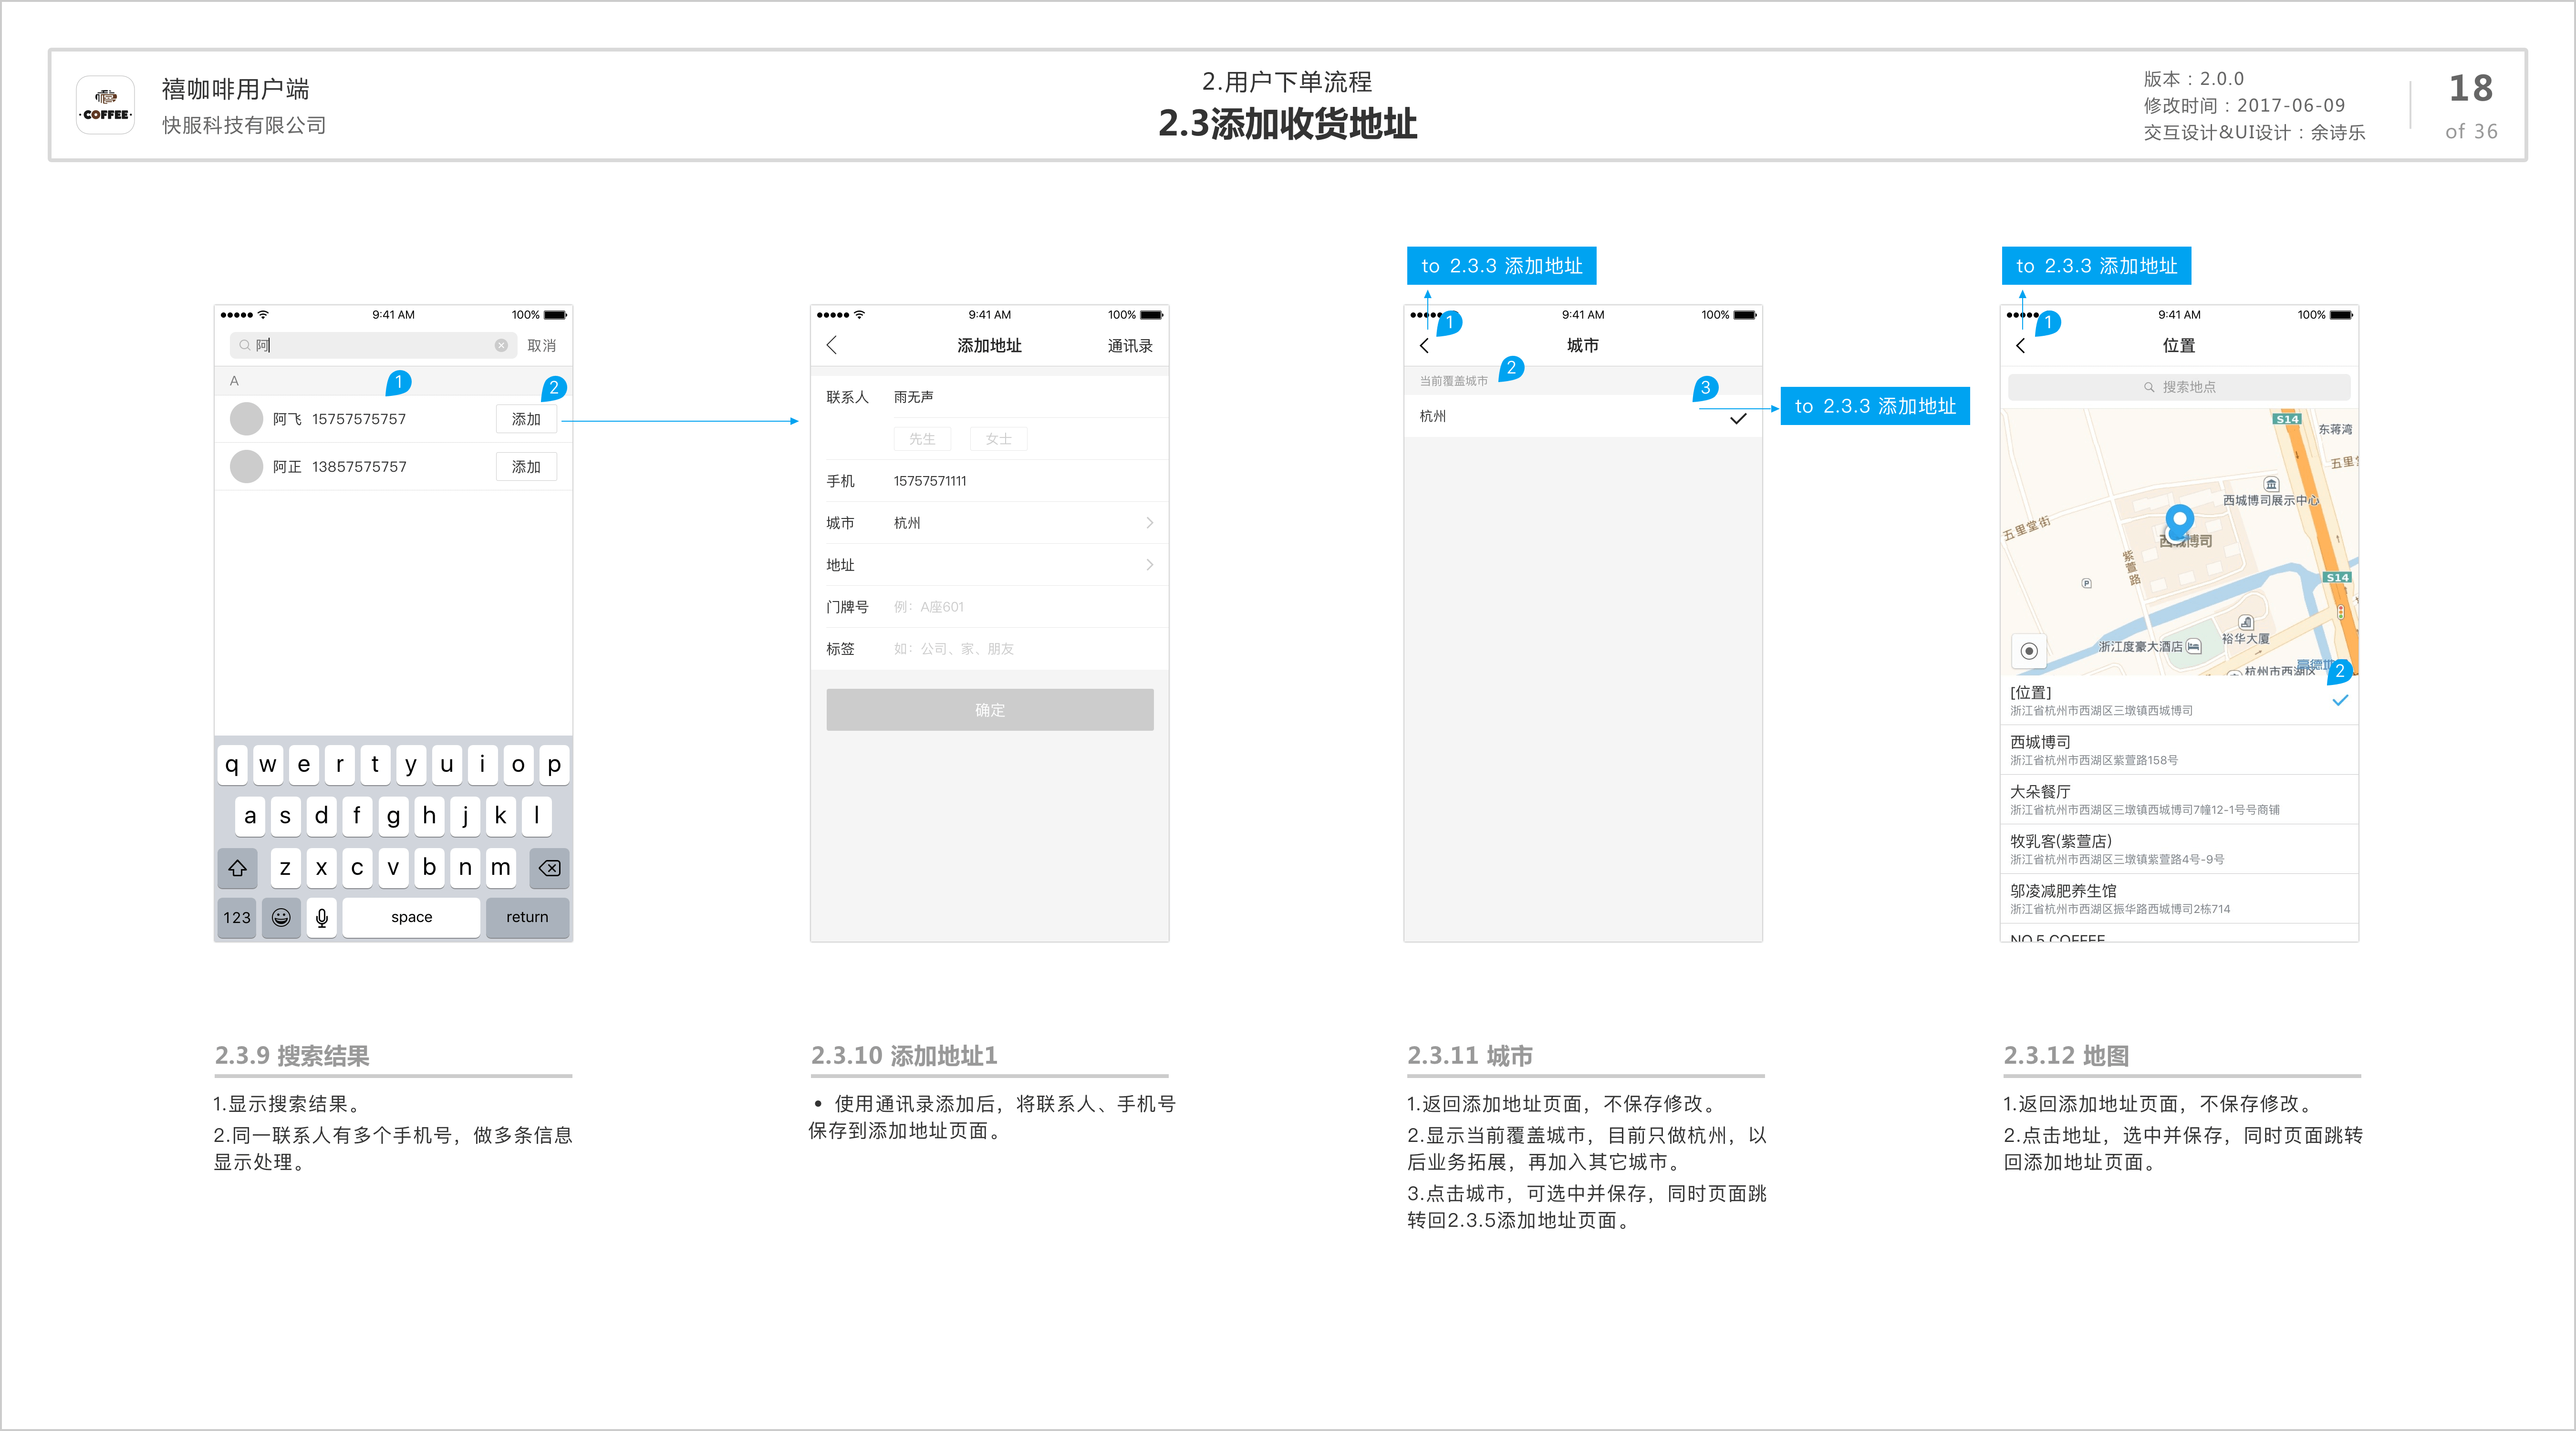 COFFEE
禧咖啡用户端
快服科技有限公司
2.用户下单流程
2.3添加收货地址
版本：2.0.0
修改时间：2017-06-09
交互设计&UI设计：余诗乐
18
of 36
9:41 AM
100%
阿
取消
A
1
2
阿飞 15757575757
添加
阿正 13857575757
添加
q w e r t y u i o p
a s d f g h j k l
z x c v b n m
123
space
return
2.3.9 搜索结果
1.显示搜索结果。
2.同一联系人有多个手机号，做多条信息
显示处理。
9:41 AM
100%
添加地址
通讯录
联系人 雨无声
先生 女士
手机 15757571111
城市 杭州
地址
门牌号 例：A座601
标签 如：公司、家、朋友
确定
2.3.10 添加地址1
• 使用通讯录添加后，将联系人、手机号
保存到添加地址页面。
to 2.3.3 添加地址
9:41 AM
100%
1
城市
当前覆盖城市
2
3
杭州
to 2.3.3 添加地址
2.3.11 城市
1.返回添加地址页面，不保存修改。
2.显示当前覆盖城市，目前只做杭州，以
后业务拓展，再加入其它城市。
3.点击城市，可选中并保存，同时页面跳
转回2.3.5添加地址页面。
to 2.3.3 添加地址
9:41 AM
100%
1
位置
搜索地点
S14
东蒋湾
五里
西城博司展示中心
五里堂街
西城博司
紫萱路
P
S14
裕华大厦
浙江度豪大酒店
豪德
杭州市西湖区
2
[位置]
浙江省杭州市西湖区三墩镇西城博司
西城博司
浙江省杭州市西湖区紫萱路158号
大朵餐厅
浙江省杭州市西湖区三墩镇西城博司7幢12-1号号商铺
牧乳客(紫萱店)
浙江省杭州市西湖区三墩镇紫萱路4号-9号
邬凌减肥养生馆
浙江省杭州市西湖区振华路西城博司2栋714
NO.5 COFFEE
2.3.12 地图
1.返回添加地址页面，不保存修改。
2.点击地址，选中并保存，同时页面跳转
回添加地址页面。